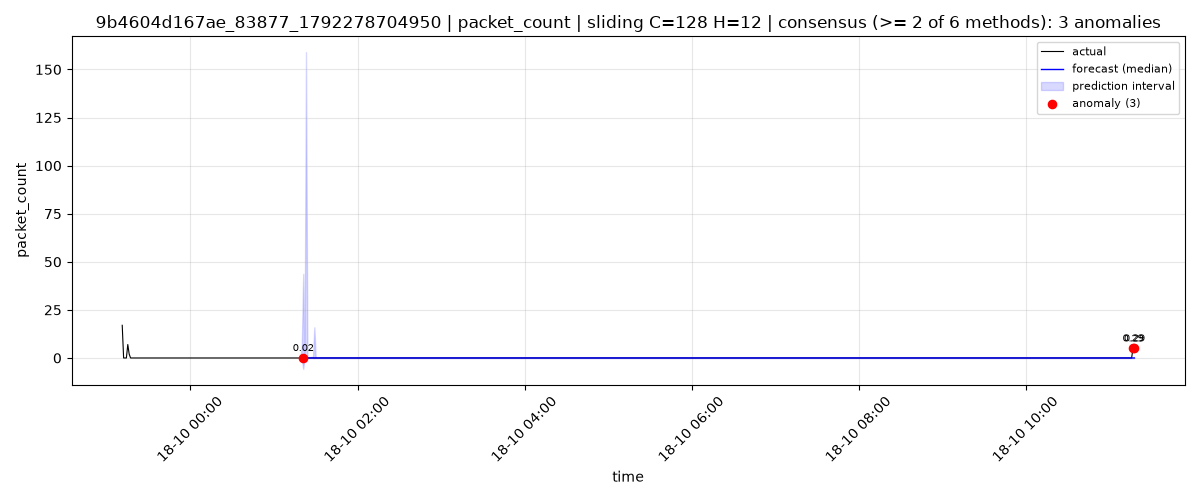 9b4604d167ae_83877_1792278704950 | packet_count | sliding C=128 H=12 | consensus (>= 2 of 6 methods): 3 anomalies
packet_count
150
125
100
75
50
25
0
actual
forecast (median)
prediction interval
anomaly (3)
0.02
0.29
18-10 00:00
18-10 02:00
18-10 04:00
18-10 06:00
18-10 08:00
18-10 10:00
time